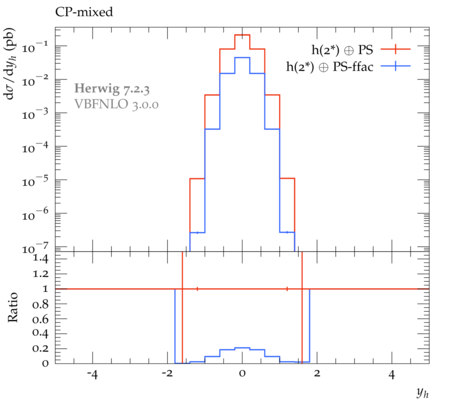 CP-mixed
dσ/dy_h (pb)
10^−1
10^−2
10^−3
10^−4
10^−5
10^−6
10^−7
h(2*) ⊕ PS
h(2*) ⊕ PS-ffac
Herwig 7.2.3
VBFNLO 3.0.0
Ratio
1.4
1.2
1
0.8
0.6
0.4
0.2
0
-4 -2 0 2 4
y_h